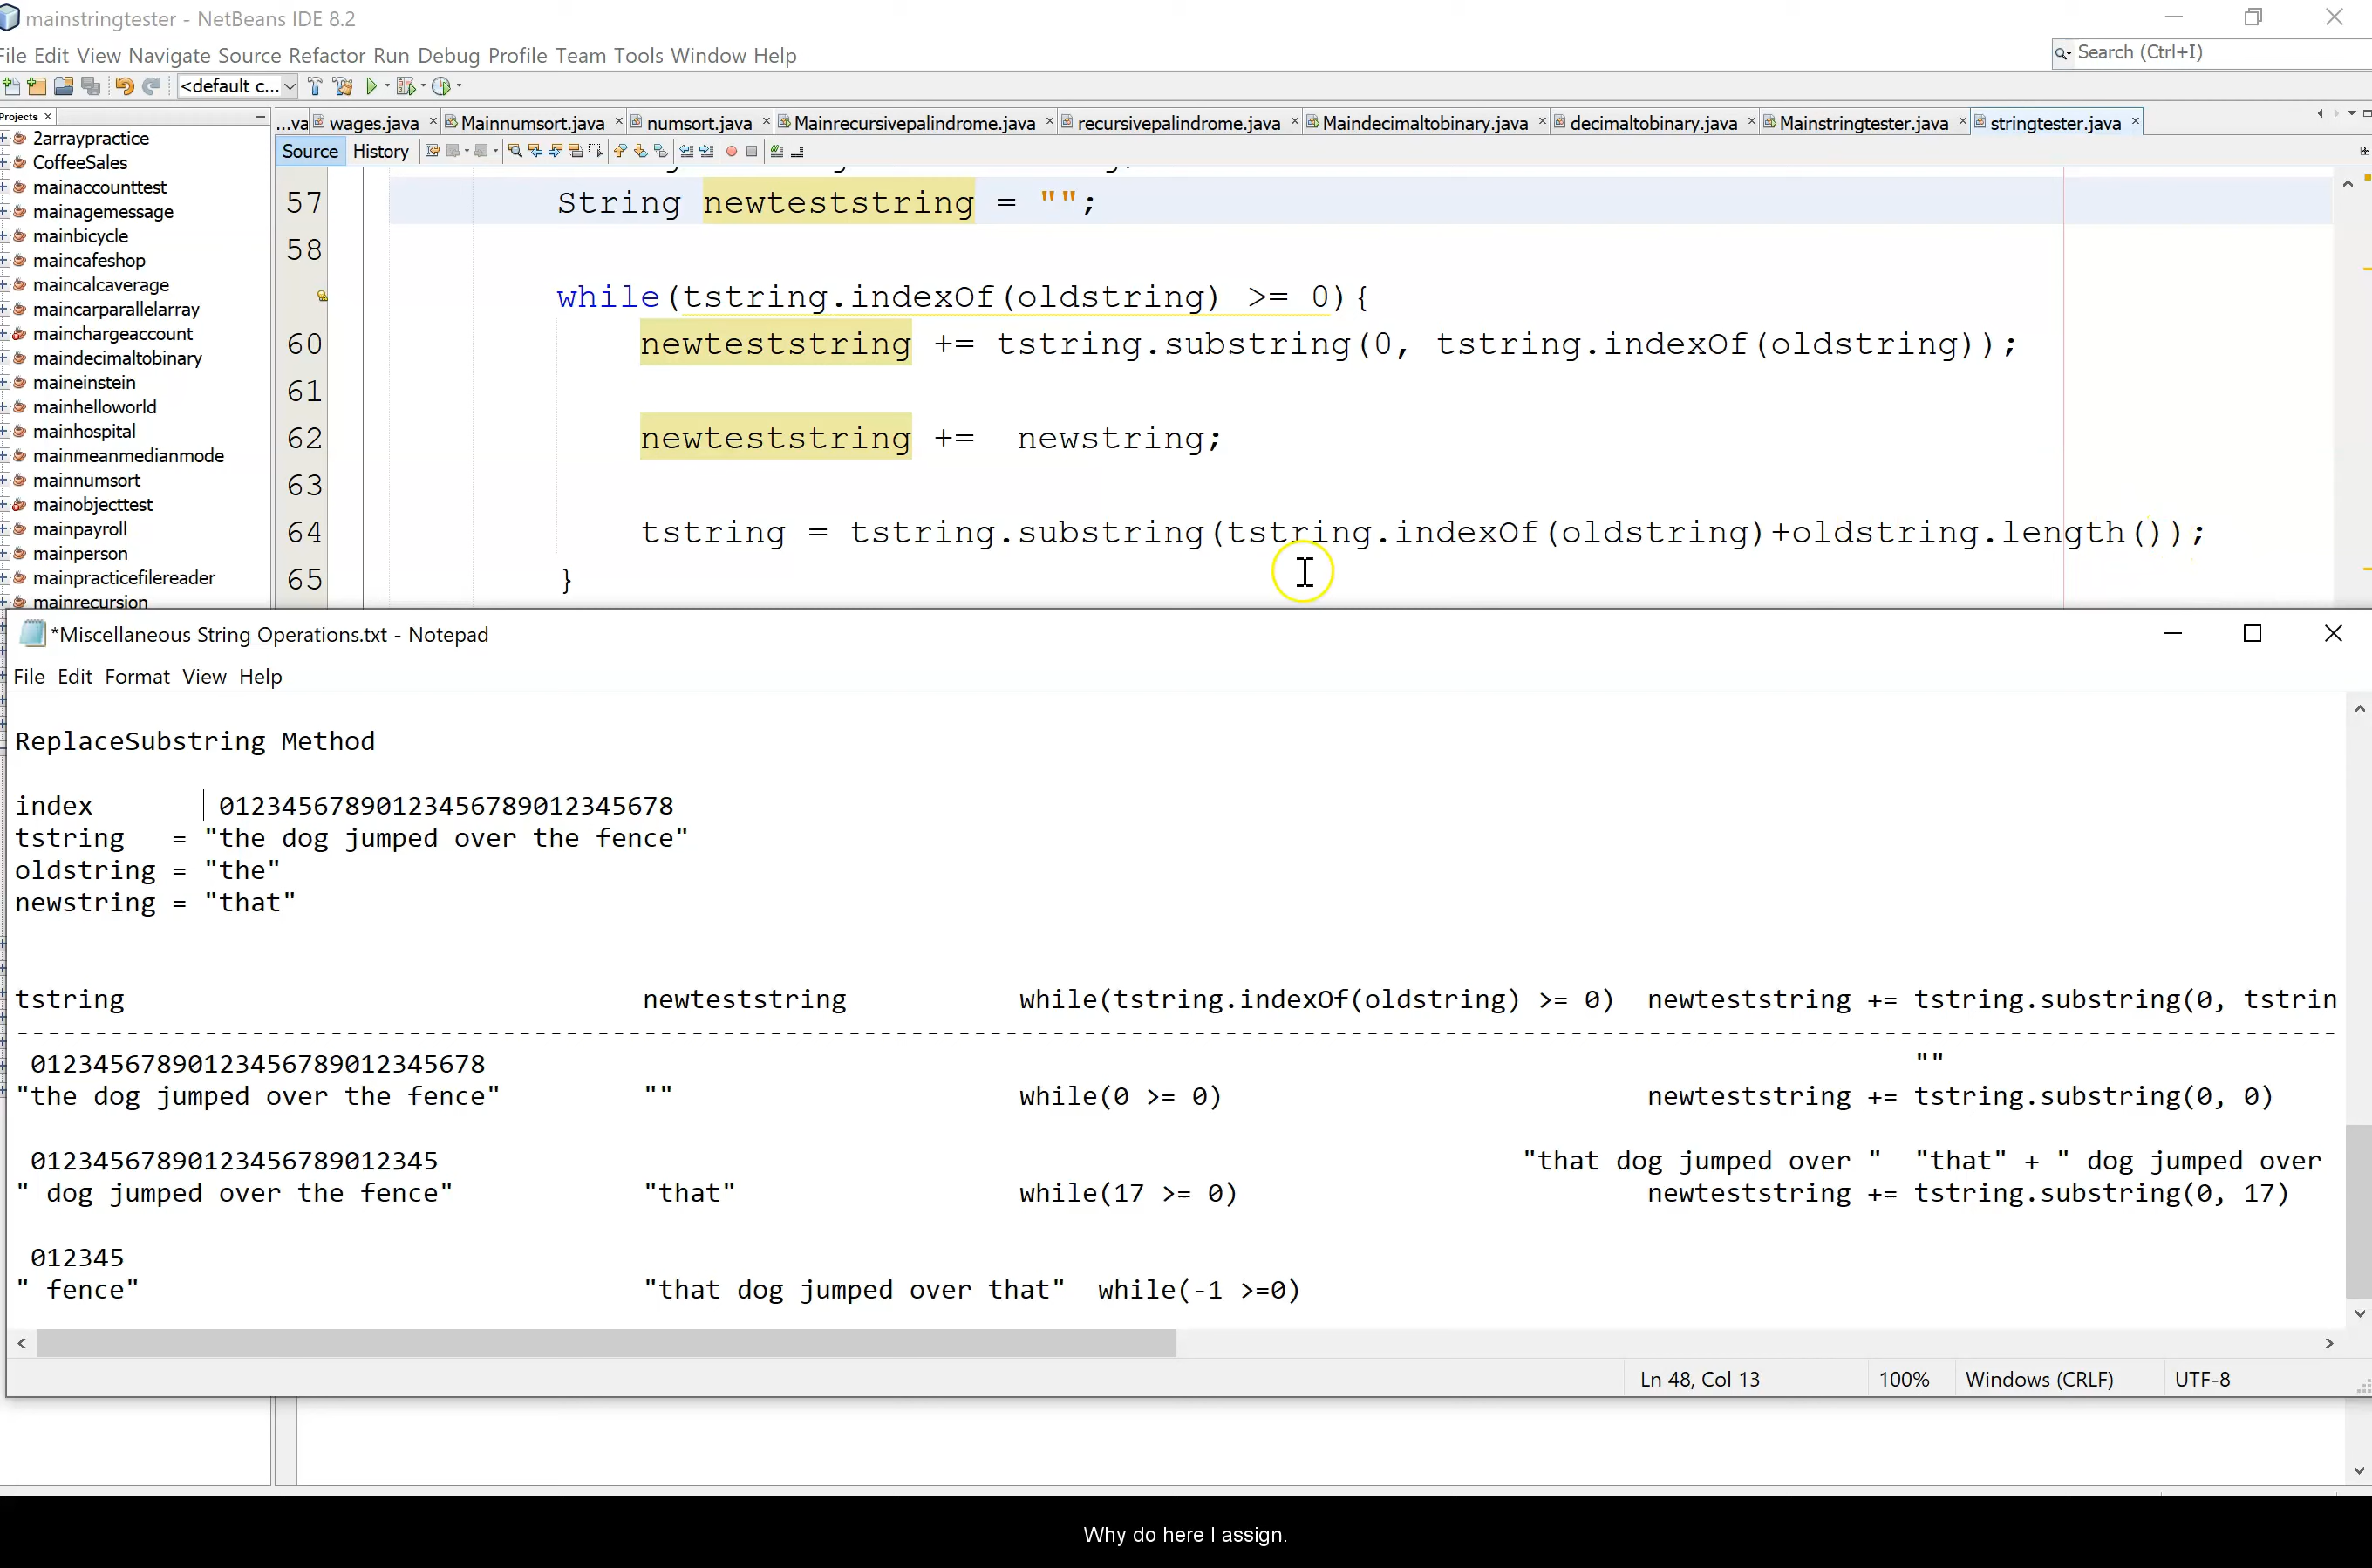 mainstringtester - NetBeans IDE 8.2
File Edit View Navigate Source Refactor Run Debug Profile Team Tools Window Help
Search (Ctrl+I)
<default c...
Projects
...va wages.java Mainnumsort.java numsort.java Mainrecursivepalindrome.java recursivepalindrome.java Maindecimaltobinary.java decimaltobinary.java Mainstringtester.java stringtester.java
Source History
2arraypractice
CoffeeSales
mainaccounttest
mainagemessage
mainbicycle
maincafeshop
maincalcaverage
maincarparallelarray
mainchargeaccount
maindecimaltobinary
maineinstein
mainhelloworld
mainhospital
mainmeanmedianmode
mainnumsort
mainobjecttest
mainpayroll
mainperson
mainpracticefilereader
mainrecursion
57 String newteststring = "";
58
while(tstring.indexOf(oldstring) >= 0){
60 newteststring += tstring.substring(0, tstring.indexOf(oldstring));
61
62 newteststring += newstring;
63
64 tstring = tstring.substring(tstring.indexOf(oldstring)+oldstring.length());
65 }
*Miscellaneous String Operations.txt - Notepad
File Edit Format View Help
ReplaceSubstring Method
index 01234567890123456789012345678
tstring = "the dog jumped over the fence"
oldstring = "the"
newstring = "that"
tstring newteststring while(tstring.indexOf(oldstring) >= 0) newteststring += tstring.substring(0, tstrin
---------------------------------------------------------------------------------------------------------------------------------------------------
01234567890123456789012345678 ""
"the dog jumped over the fence" "" while(0 >= 0) newteststring += tstring.substring(0, 0)
01234567890123456789012345 "that dog jumped over " "that" + " dog jumped over
" dog jumped over the fence" "that" while(17 >= 0) newteststring += tstring.substring(0, 17)
012345
" fence" "that dog jumped over that" while(-1 >=0)
Ln 48, Col 13 100% Windows (CRLF) UTF-8
Why do here I assign.